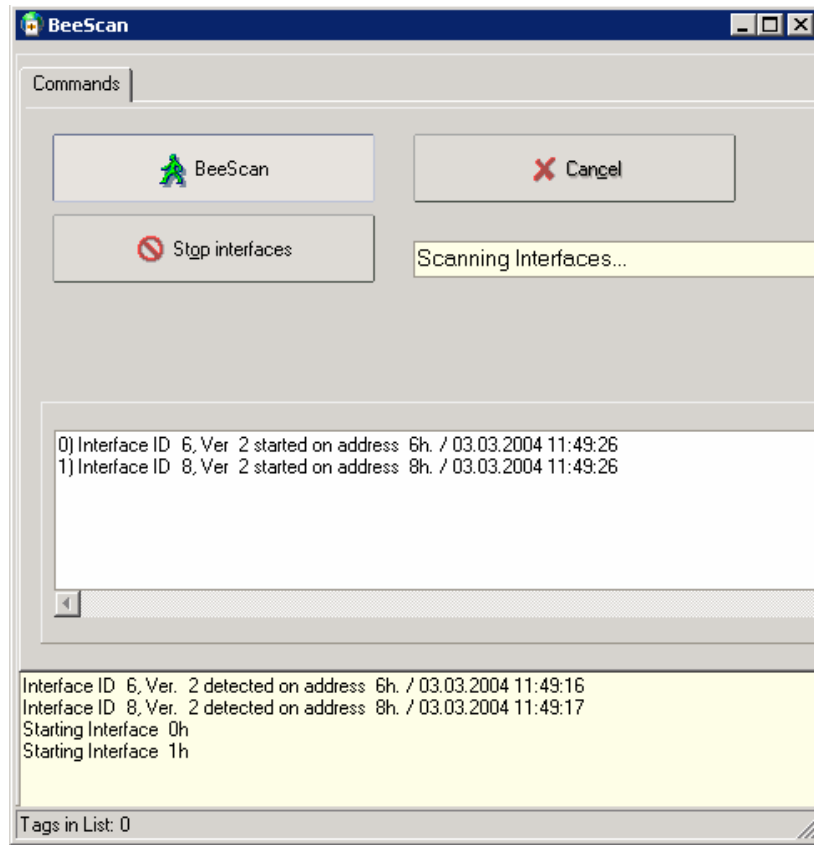 BeeScan
Commands
BeeScan
Cancel
Stop interfaces
Scanning Interfaces...
0) Interface ID  6, Ver  2 started on address  6h. / 03.03.2004 11:49:26
1) Interface ID  8, Ver  2 started on address  8h. / 03.03.2004 11:49:26
Interface ID  6, Ver.  2 detected on address  6h. / 03.03.2004 11:49:16
Interface ID  8, Ver.  2 detected on address  8h. / 03.03.2004 11:49:17
Starting Interface  0h
Starting Interface  1h
Tags in List: 0